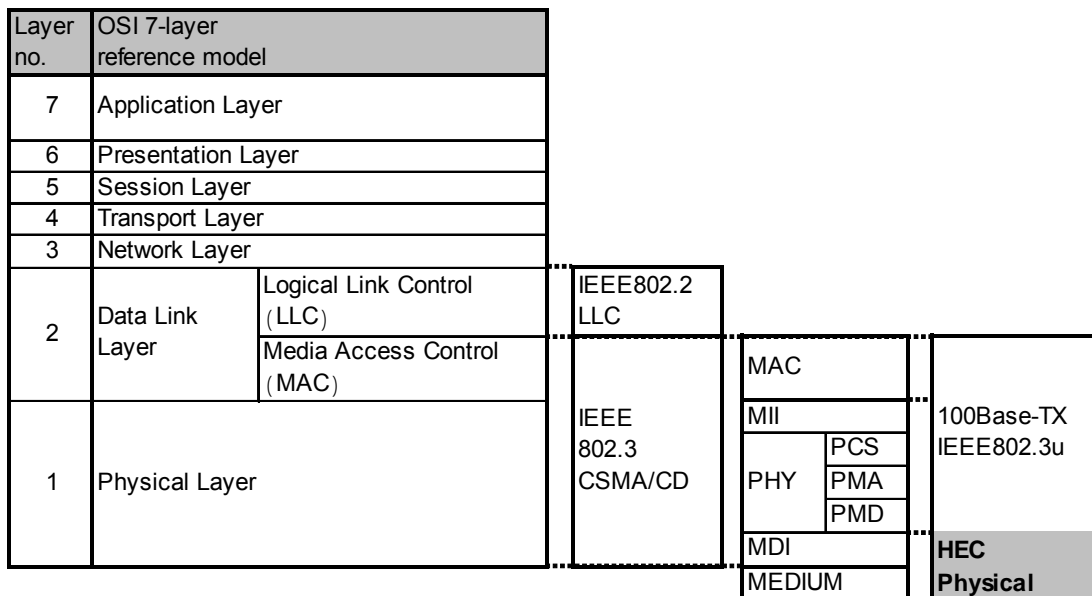 Layer no.
OSI 7-layer
reference model
7 Application Layer
6 Presentation Layer
5 Session Layer
4 Transport Layer
3 Network Layer
2
Data Link
Layer
Logical Link Control
(LLC)
Media Access Control
(MAC)
1 Physical Layer
IEEE802.2
LLC
IEEE
802.3
CSMA/CD
MAC
MII
PHY
PCS
PMA
PMD
MDI
MEDIUM
100Base-TX
IEEE802.3u
HEC
Physical